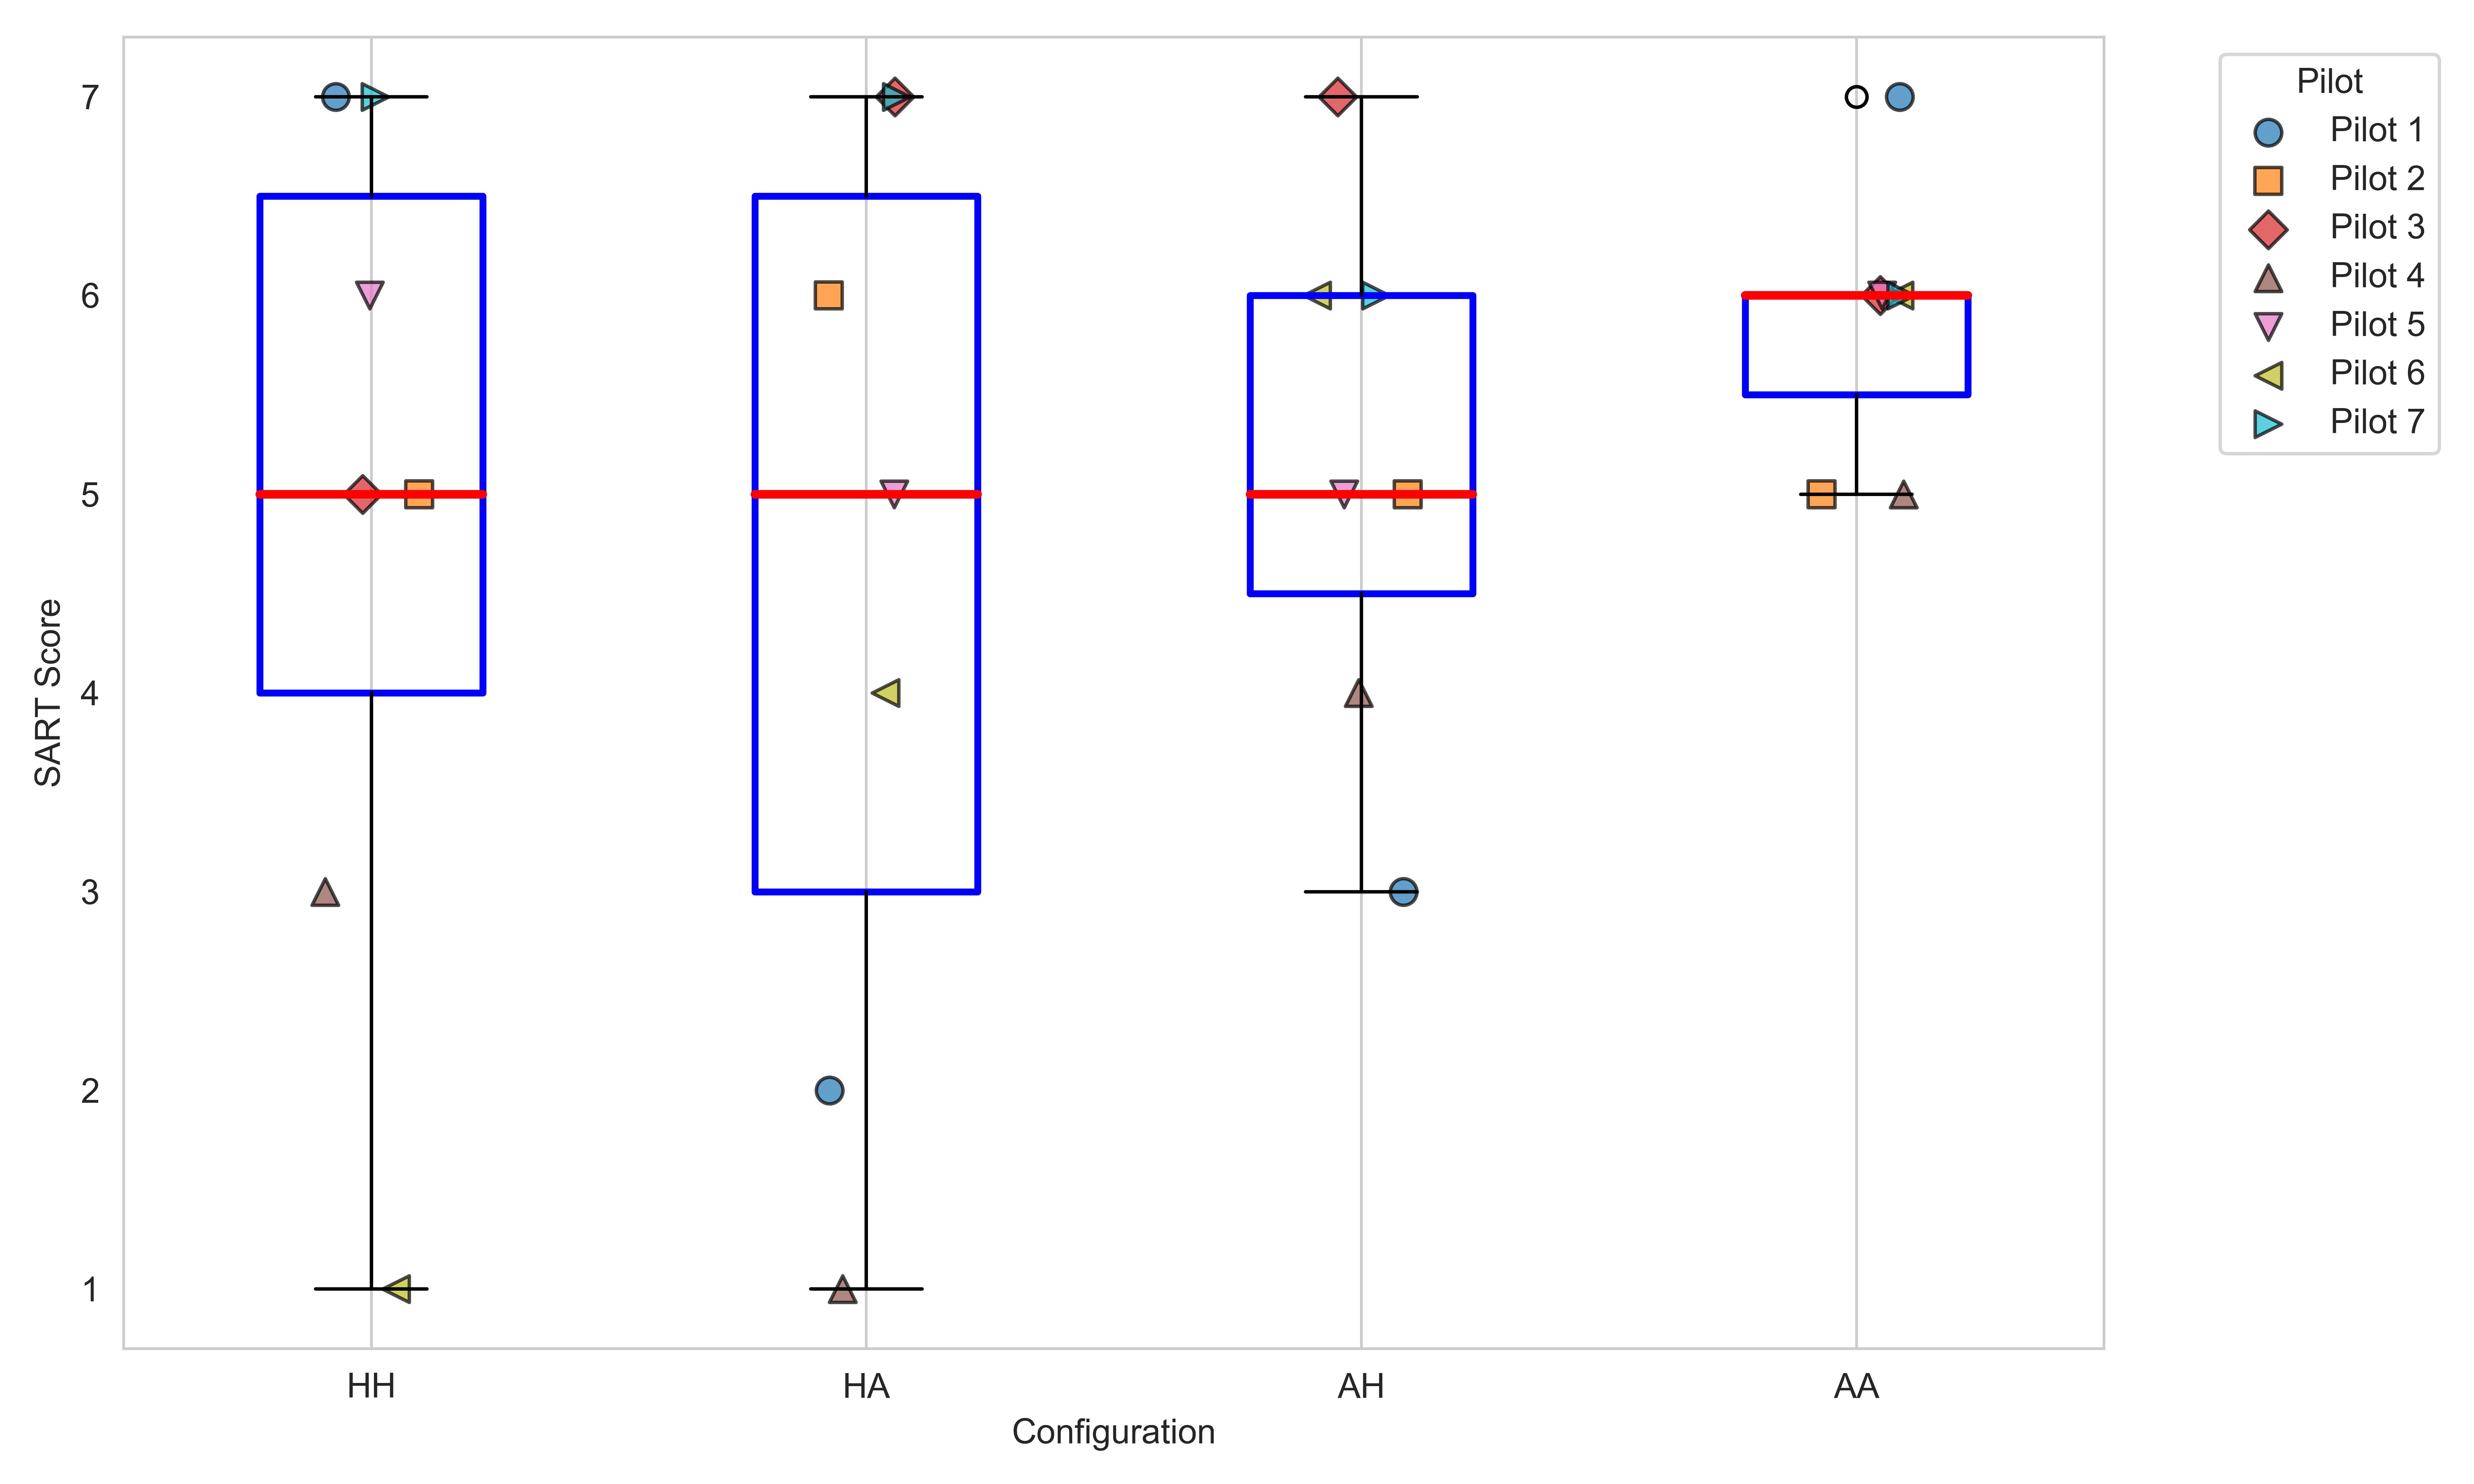 7
6
5
4
3
2
1
SART Score
HH
HA
AH
AA
Configuration
Pilot
Pilot 1
Pilot 2
Pilot 3
Pilot 4
Pilot 5
Pilot 6
Pilot 7